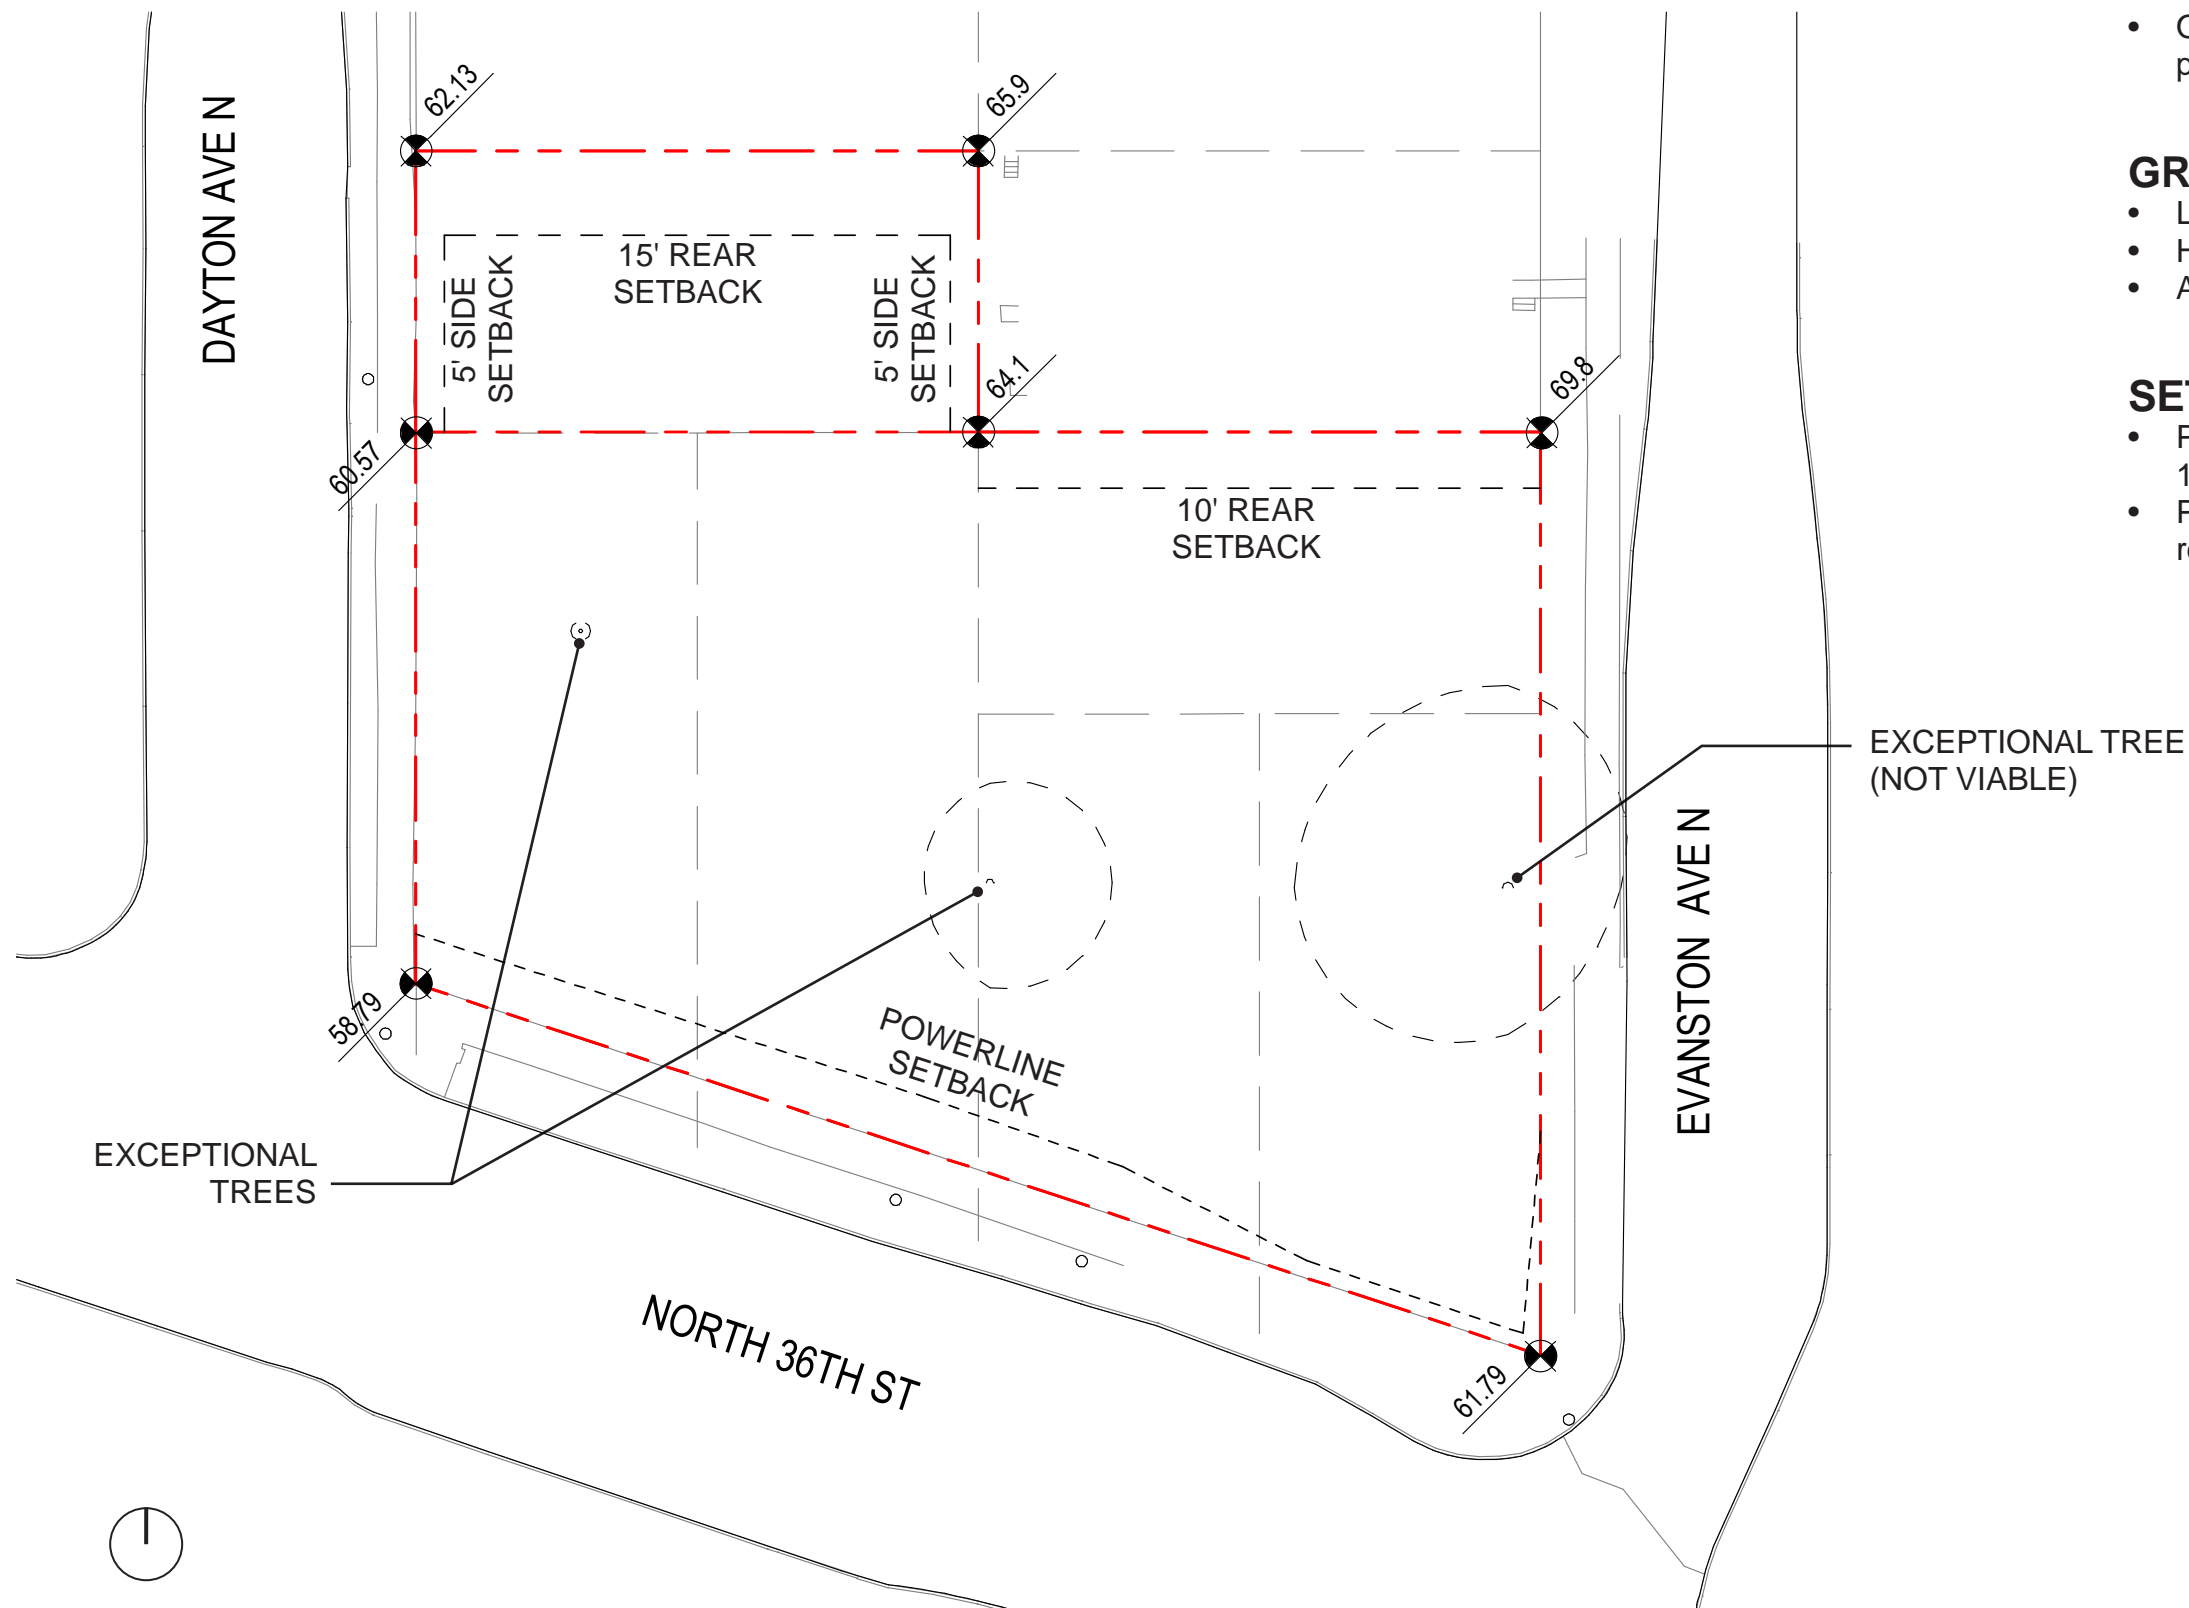 62.13
65.9
DAYTON AVE N
15' REAR
SETBACK
5' SIDE
SETBACK
5' SIDE
SETBACK
64.1
69.8
60.57
10' REAR
SETBACK
EXCEPTIONAL TREE
(NOT VIABLE)
EVANSTON AVE N
58.79
POWERLINE
SETBACK
EXCEPTIONAL
TREES
NORTH 36TH ST
61.79